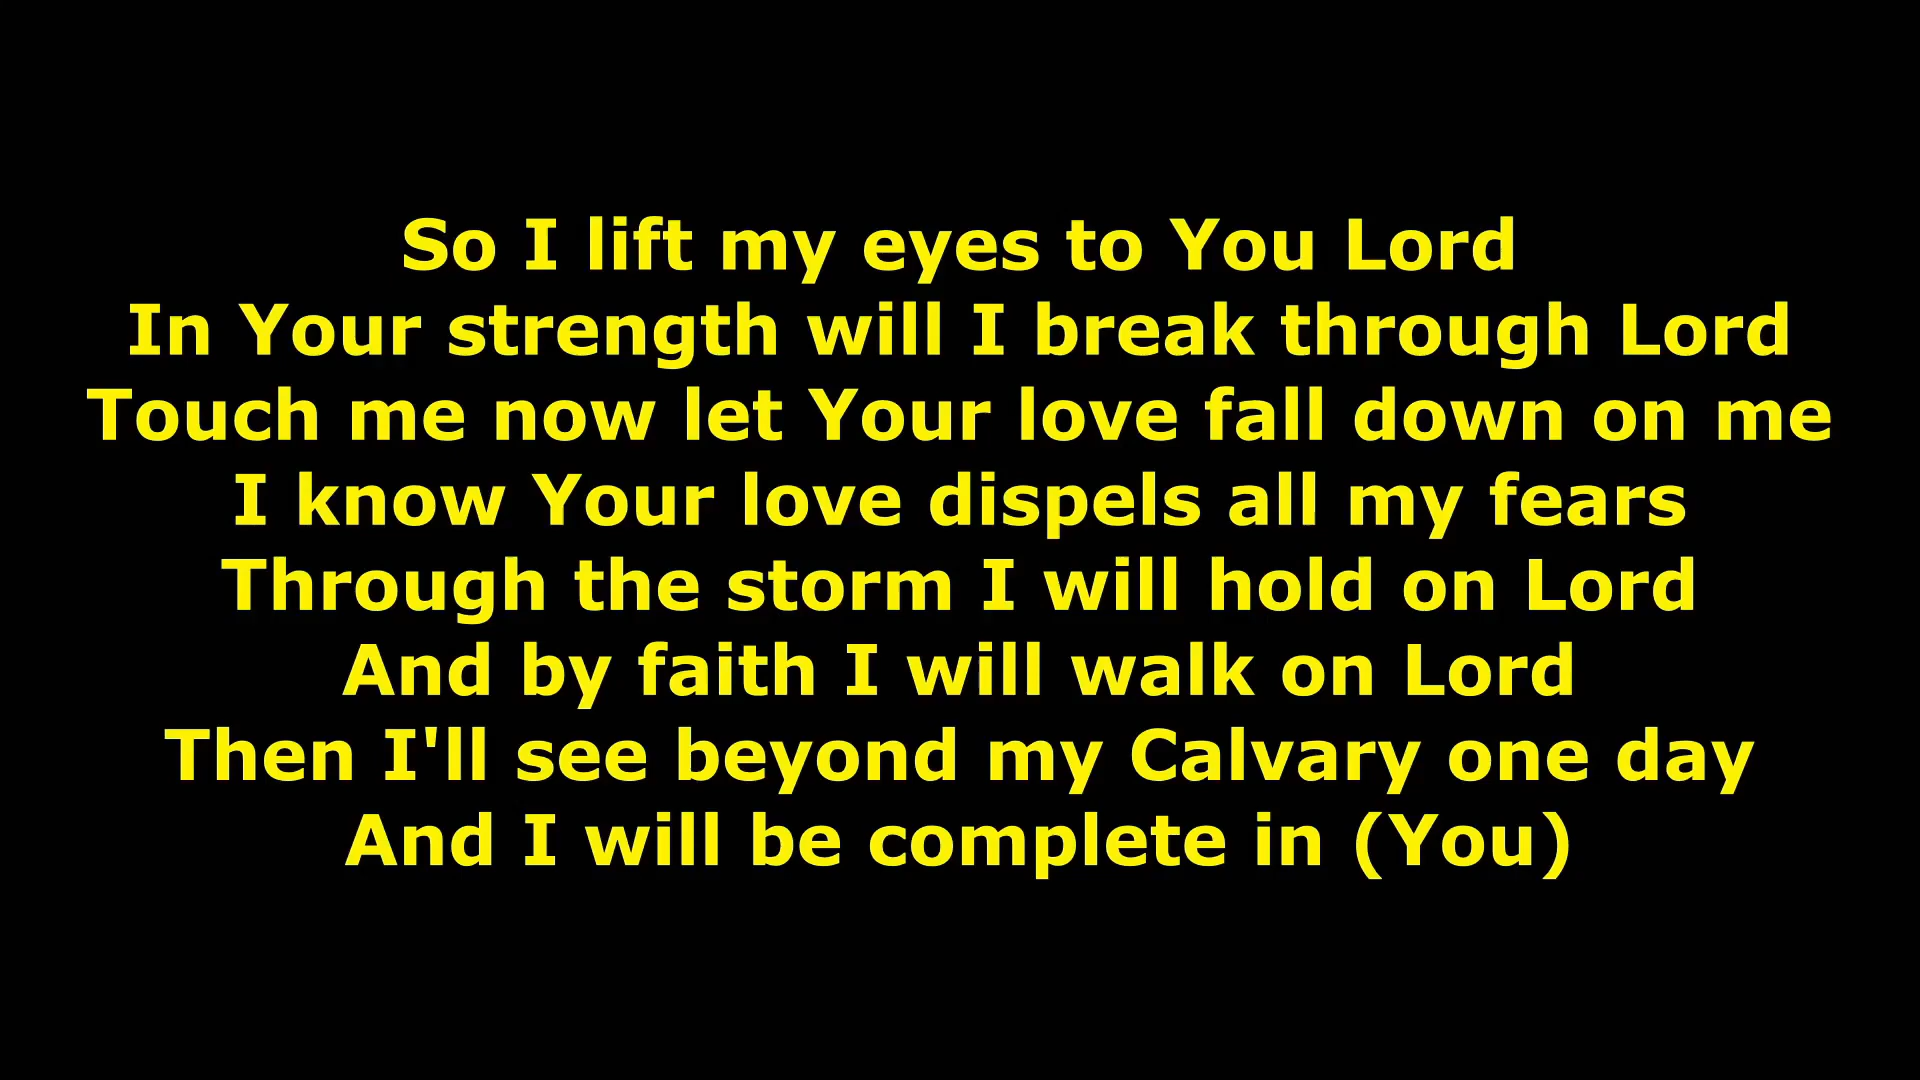 So I lift my eyes to You Lord
In Your strength will I break through Lord
Touch me now let Your love fall down on me
I know Your love dispels all my fears
Through the storm I will hold on Lord
And by faith I will walk on Lord
Then I'll see beyond my Calvary one day
And I will be complete in (You)